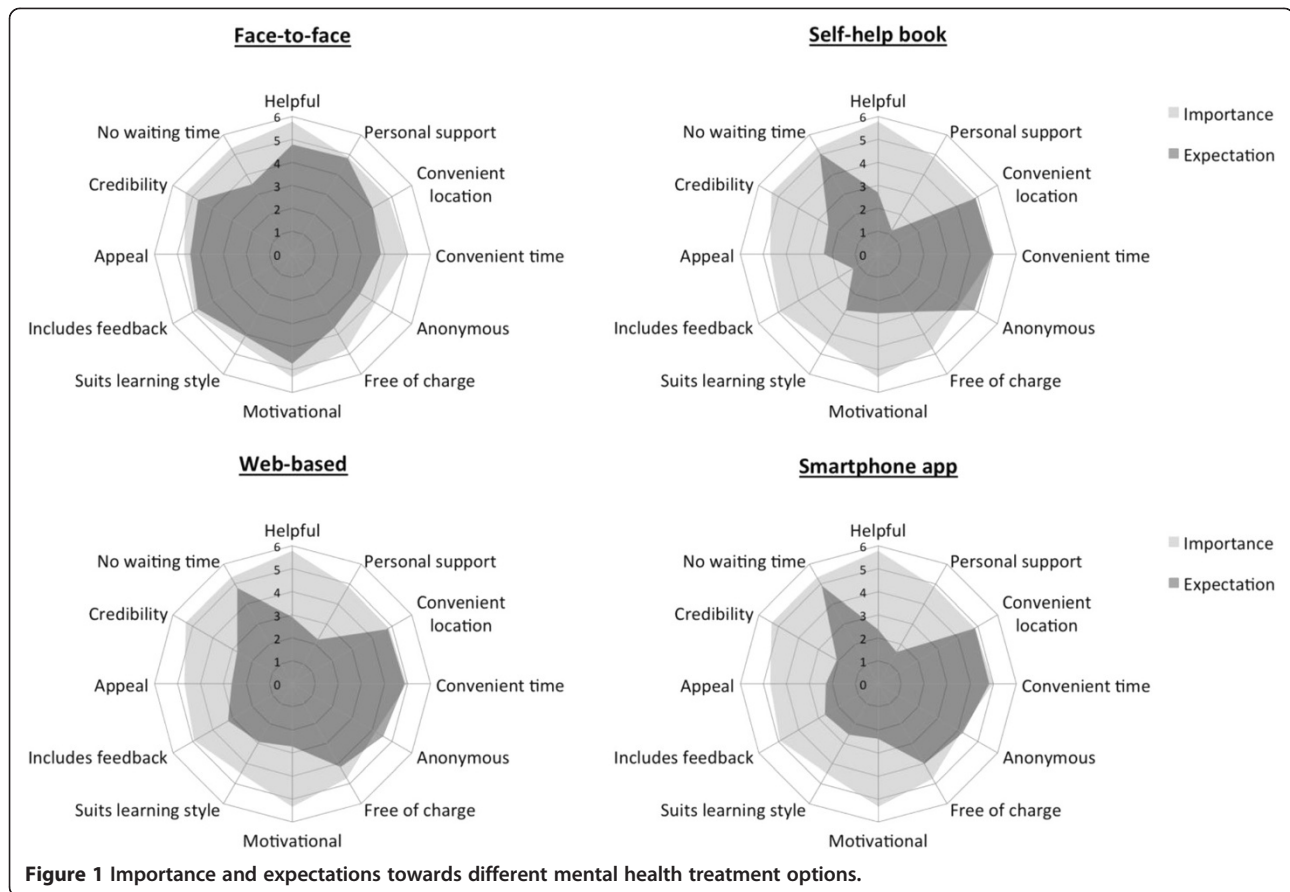 Face-to-face
Helpful
6
5
4
3
2
1
0
Personal support
Convenient
location
Convenient time
Anonymous
Free of charge
Motivational
Suits learning style
Includes feedback
Appeal
Credibility
No waiting time
Self-help book
Helpful
6
5
4
3
2
1
0
Personal support
Convenient
location
Convenient time
Anonymous
Free of charge
Motivational
Suits learning style
Includes feedback
Appeal
Credibility
No waiting time
Importance
Expectation
Web-based
Helpful
6
5
4
3
2
1
0
Personal support
Convenient
location
Convenient time
Anonymous
Free of charge
Motivational
Suits learning style
Includes feedback
Appeal
Credibility
No waiting time
Smartphone app
Helpful
6
5
4
3
2
1
0
Personal support
Convenient
location
Convenient time
Anonymous
Free of charge
Motivational
Suits learning style
Includes feedback
Appeal
Credibility
No waiting time
Importance
Expectation
Figure 1 Importance and expectations towards different mental health treatment options.